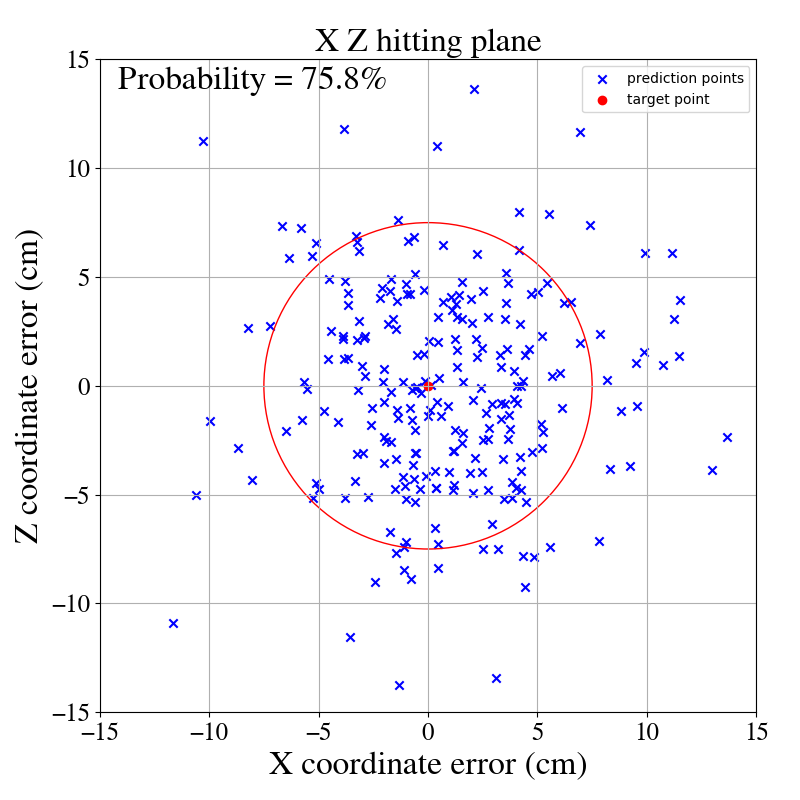 X Z hitting plane
Probability = 75.8%
prediction points
target point
15
10
5
0
−5
−10
−15
Z coordinate error (cm)
−15 −10 −5 0 5 10 15
X coordinate error (cm)